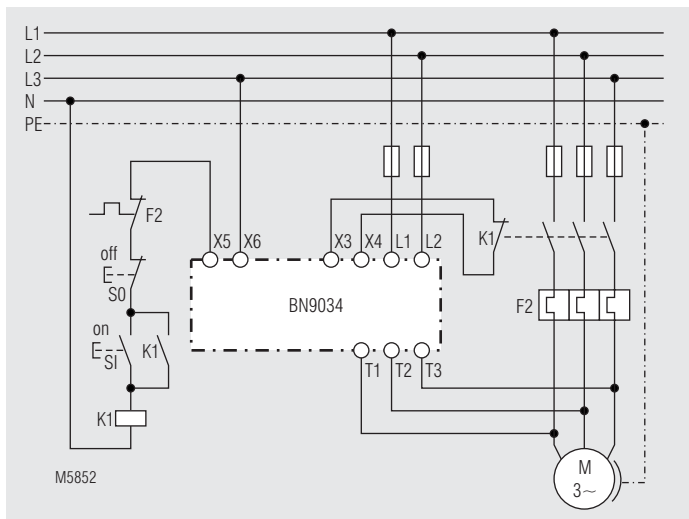 L1
L2
L3
N
PE
F2
off
E
S0
on
E
SI
K1
K1
X5
X6
X3
X4
L1
L2
K1
BN9034
F2
T1
T2
T3
M5852
M
3~